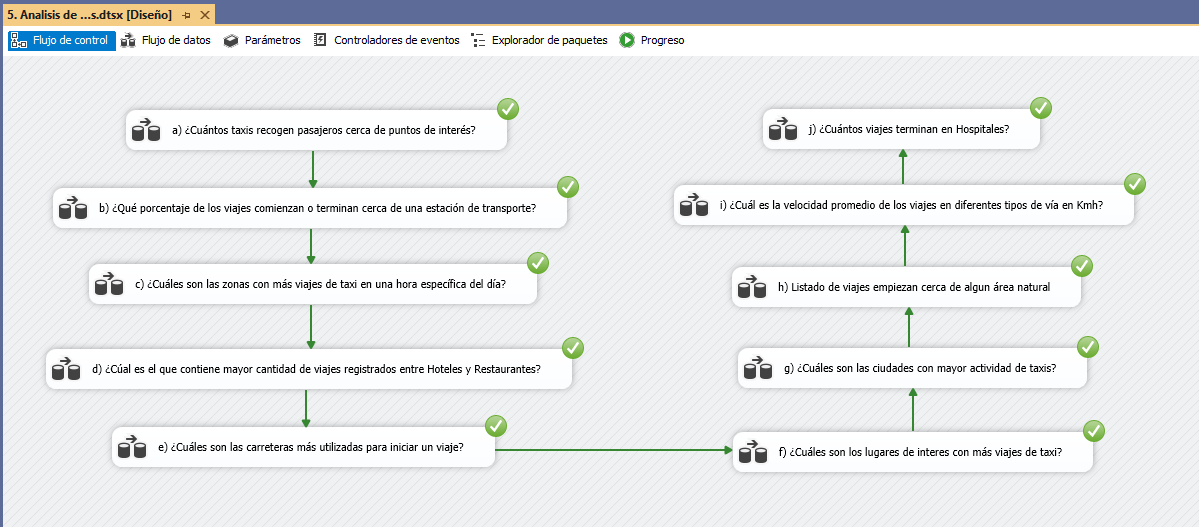 5. Analisis de ...s.dtsx [Diseño]
Flujo de control
Flujo de datos
Parámetros
Controladores de eventos
Explorador de paquetes
Progreso
a) ¿Cuántos taxis recogen pasajeros cerca de puntos de interés?
b) ¿Qué porcentaje de los viajes comienzan o terminan cerca de una estación de transporte?
c) ¿Cuáles son las zonas con más viajes de taxi en una hora específica del día?
d) ¿Cúal es el que contiene mayor cantidad de viajes registrados entre Hoteles y Restaurantes?
e) ¿Cuáles son las carreteras más utilizadas para iniciar un viaje?
f) ¿Cuáles son los lugares de interes con más viajes de taxi?
g) ¿Cuáles son las ciudades con mayor actividad de taxis?
h) Listado de viajes empiezan cerca de algun área natural
i) ¿Cuál es la velocidad promedio de los viajes en diferentes tipos de vía en Kmh?
j) ¿Cuántos viajes terminan en Hospitales?